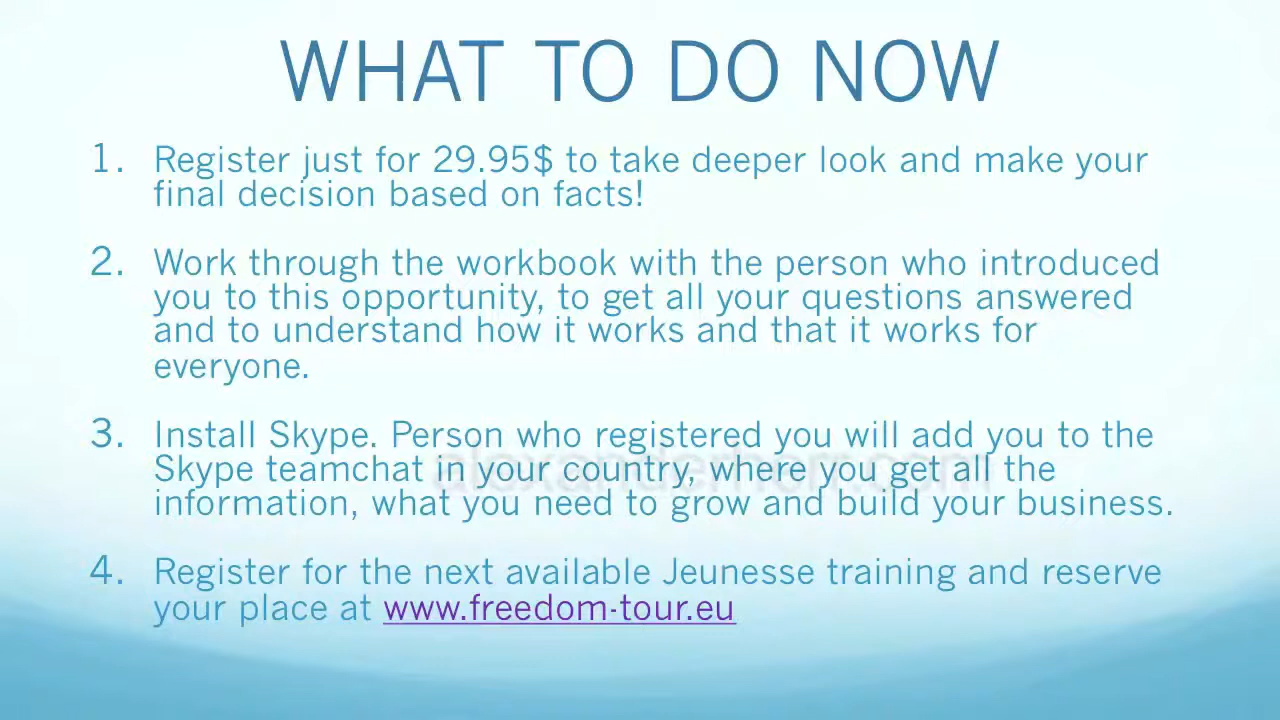 WHAT TO DO NOW
1. Register just for 29.95$ to take deeper look and make your
final decision based on facts!
2. Work through the workbook with the person who introduced
you to this opportunity, to get all your questions answered
and to understand how it works and that it works for
everyone.
3. Install Skype. Person who registered you will add you to the
Skype teamchat in your country, where you get all the
information, what you need to grow and build your business.
alexanderherr.com
4. Register for the next available Jeunesse training and reserve
your place at www.freedom-tour.eu